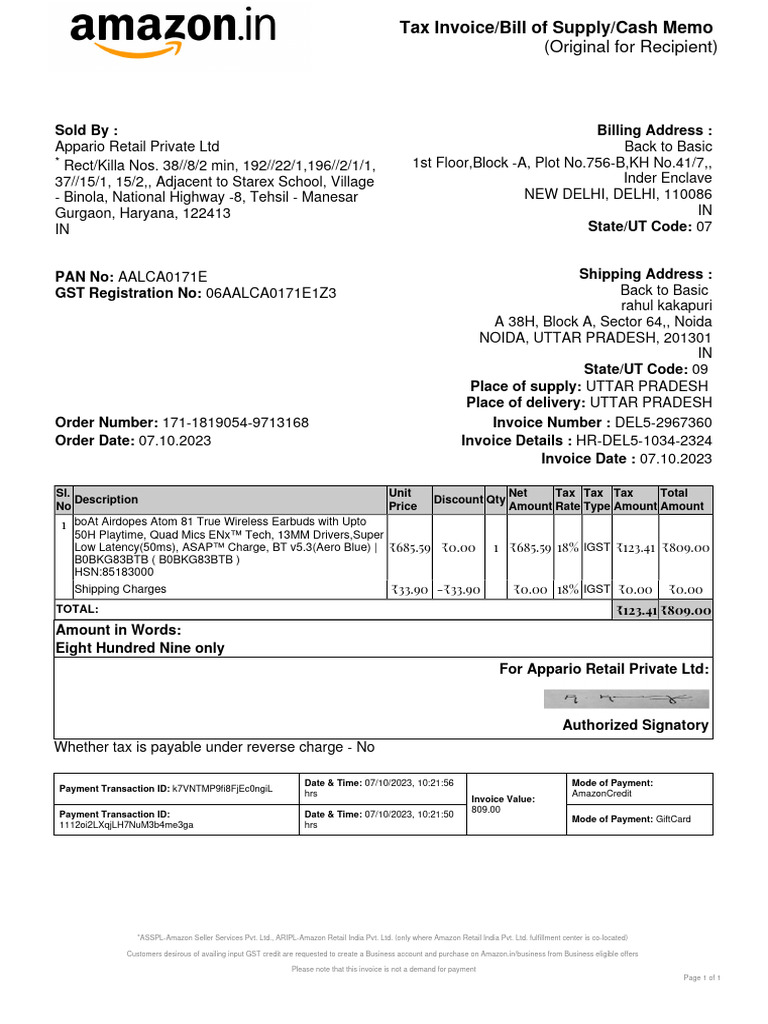 amazon.in
Tax Invoice/Bill of Supply/Cash Memo
(Original for Recipient)
Sold By :
Appario Retail Private Ltd
* Rect/Killa Nos. 38//8/2 min, 192//22/1,196//2/1/1,
37//15/1, 15/2,, Adjacent to Starex School, Village
- Binola, National Highway -8, Tehsil - Manesar
Gurgaon, Haryana, 122413
IN
Billing Address :
Back to Basic
1st Floor,Block -A, Plot No.756-B,KH No.41/7,,
Inder Enclave
NEW DELHI, DELHI, 110086
IN
State/UT Code: 07
PAN No: AALCA0171E
GST Registration No: 06AALCA0171E1Z3
Shipping Address :
Back to Basic
rahul kakapuri
A 38H, Block A, Sector 64,, Noida
NOIDA, UTTAR PRADESH, 201301
IN
State/UT Code: 09
Place of supply: UTTAR PRADESH
Place of delivery: UTTAR PRADESH
Order Number: 171-1819054-9713168
Order Date: 07.10.2023
Invoice Number : DEL5-2967360
Invoice Details : HR-DEL5-1034-2324
Invoice Date : 07.10.2023
Sl. No Description Unit Price Discount Qty Net Amount Tax Rate Tax Type Tax Amount Total Amount
1 boAt Airdopes Atom 81 True Wireless Earbuds with Upto
50H Playtime, Quad Mics ENx™ Tech, 13MM Drivers,Super
Low Latency(50ms), ASAP™ Charge, BT v5.3(Aero Blue) | ₹685.59 ₹0.00 1 ₹685.59 18% IGST ₹123.41 ₹809.00
B0BKG83BTB ( B0BKG83BTB )
HSN:85183000
Shipping Charges ₹33.90 -₹33.90 ₹0.00 18% IGST ₹0.00 ₹0.00
TOTAL: ₹123.41 ₹809.00
Amount in Words:
Eight Hundred Nine only
For Appario Retail Private Ltd:
Authorized Signatory
Whether tax is payable under reverse charge - No
Payment Transaction ID: k7VNTMP9fi8FjEc0ngiL
Date & Time: 07/10/2023, 10:21:56
hrs
Invoice Value:
809.00
Mode of Payment:
AmazonCredit
Payment Transaction ID:
1112oi2LXqjLH7NuM3b4me3ga
Date & Time: 07/10/2023, 10:21:50
hrs
Mode of Payment: GiftCard
*ASSPL-Amazon Seller Services Pvt. Ltd., ARIPL-Amazon Retail India Pvt. Ltd. (only where Amazon Retail India Pvt. Ltd. fulfillment center is co-located)
Customers desirous of availing input GST credit are requested to create a Business account and purchase on Amazon.in/business from Business eligible offers
Please note that this invoice is not a demand for payment
Page 1 of 1